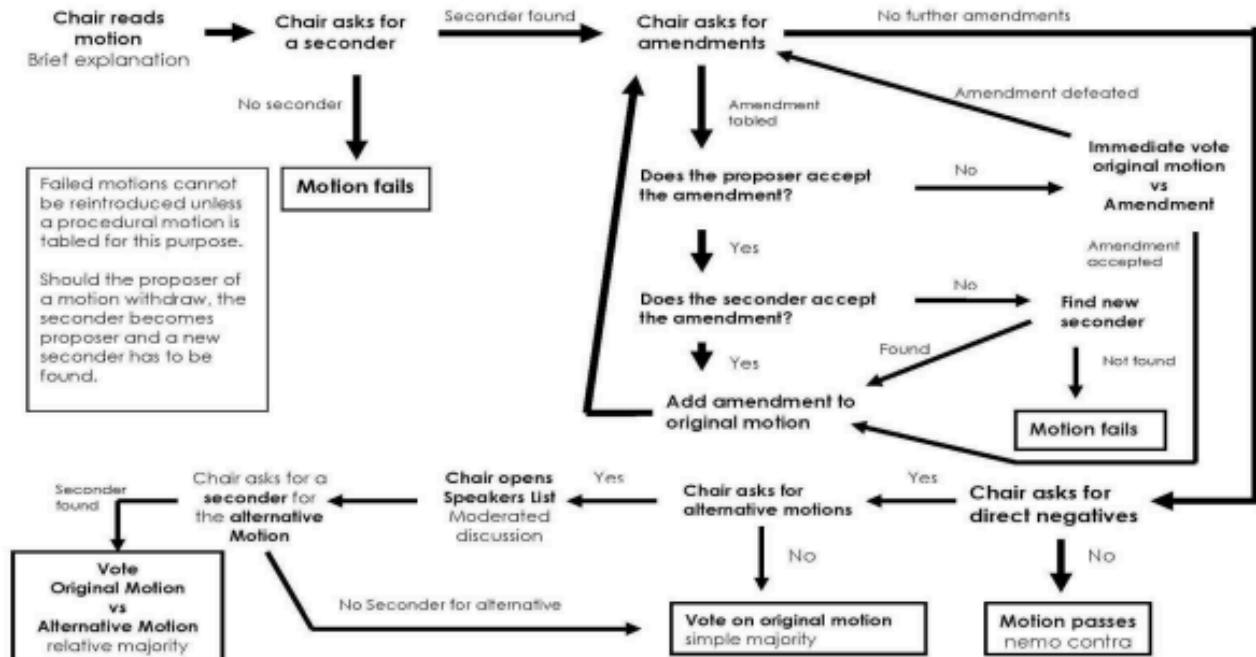 Chair reads
motion
Brief explanation
Chair asks for
a seconder
Seconder found
Chair asks for
amendments
No further amendments
No seconder
Motion fails
Amendment
tabled
Amendment defeated
Failed motions cannot
be reintroduced unless
a procedural motion is
tabled for this purpose.
Should the proposer of
a motion withdraw, the
seconder becomes
proposer and a new
seconder has to be
found.
Does the proposer accept
the amendment?
No
Immediate vote
original motion
vs
Amendment
Yes
Amendment
accepted
Does the seconder accept
the amendment?
No
Find new
seconder
Yes
Found
Not found
Add amendment to
original motion
Motion fails
Seconder
found
Chair asks for a
seconder for
the alternative
Motion
Chair opens
Speakers List
Moderated
discussion
Yes
Chair asks for
alternative motions
Yes
Chair asks for
direct negatives
No
No
Vote
Original Motion
vs
Alternative Motion
relative majority
No Seconder for alternative
Vote on original motion
simple majority
Motion passes
nemo contra